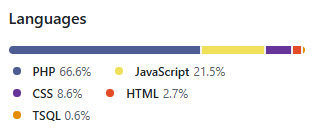 Languages
PHP 66.6% JavaScript 21.5%
CSS 8.6% HTML 2.7%
TSQL 0.6%